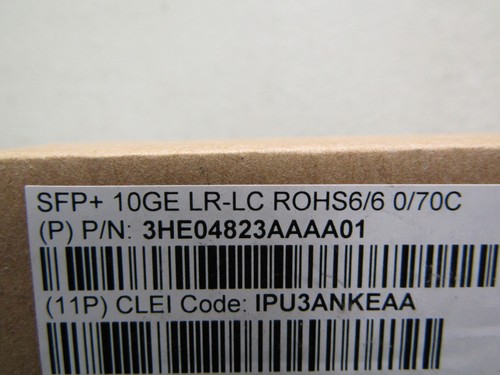 SFP+ 10GE LR-LC ROHS6/6 0/70C
(P) P/N: 3HE04823AAAA01
(11P) CLEI Code: IPU3ANKEAA